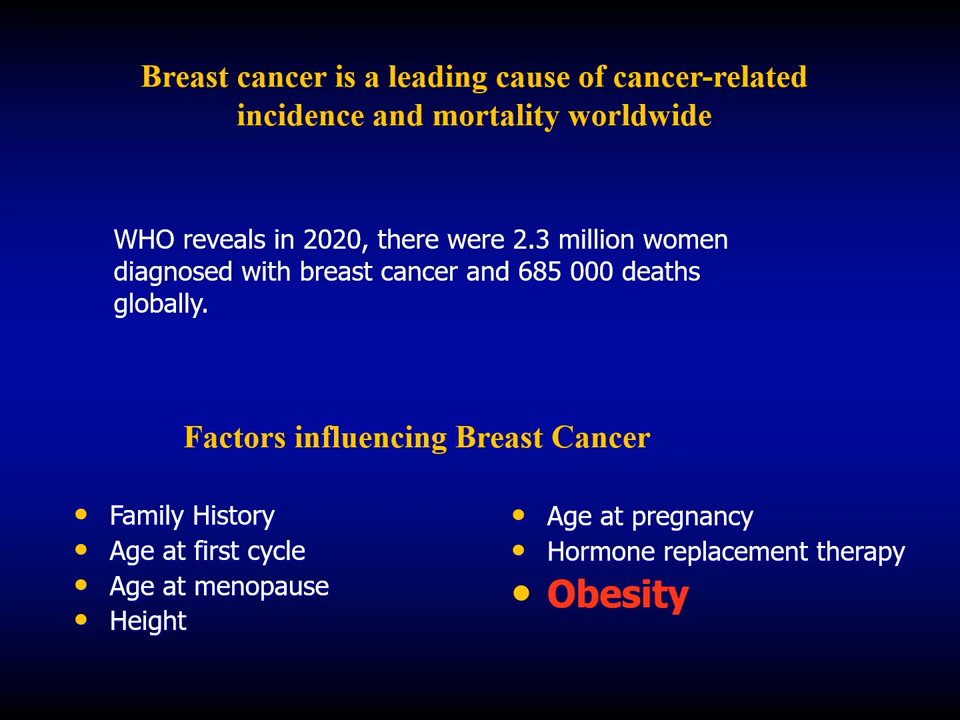 Breast cancer is a leading cause of cancer-related
incidence and mortality worldwide
WHO reveals in 2020, there were 2.3 million women
diagnosed with breast cancer and 685 000 deaths
globally.
Factors influencing Breast Cancer
• Family History
• Age at first cycle
• Age at menopause
• Height
• Age at pregnancy
• Hormone replacement therapy
• Obesity